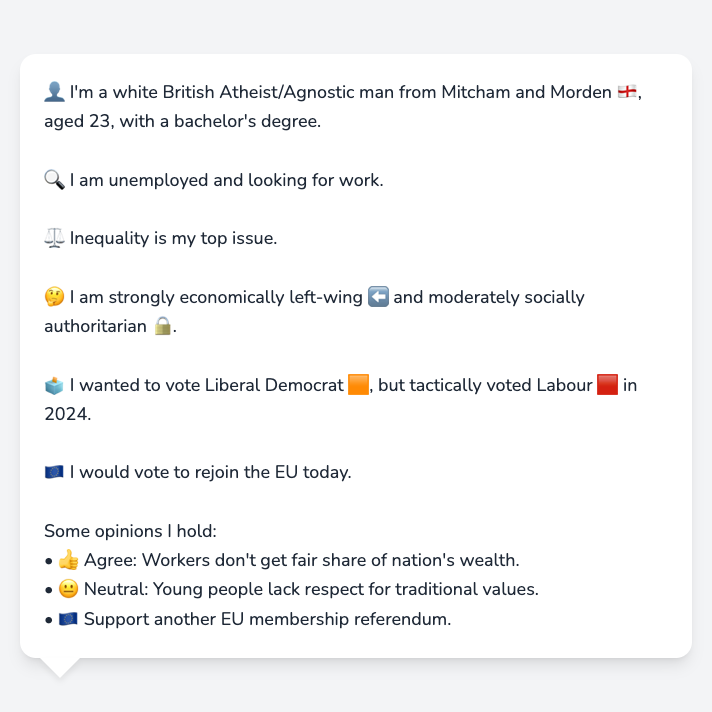 👤 I'm a white British Atheist/Agnostic man from Mitcham and Morden 🏴󠁧󠁢󠁥󠁮󠁧󠁿,
aged 23, with a bachelor's degree.
🔍 I am unemployed and looking for work.
⚖️ Inequality is my top issue.
🤔 I am strongly economically left-wing ⬅️ and moderately socially
authoritarian 🔒.
🗳️ I wanted to vote Liberal Democrat 🟧, but tactically voted Labour 🟥 in
2024.
🇪🇺 I would vote to rejoin the EU today.
Some opinions I hold:
• 👍 Agree: Workers don't get fair share of nation's wealth.
• 😐 Neutral: Young people lack respect for traditional values.
• 🇪🇺 Support another EU membership referendum.